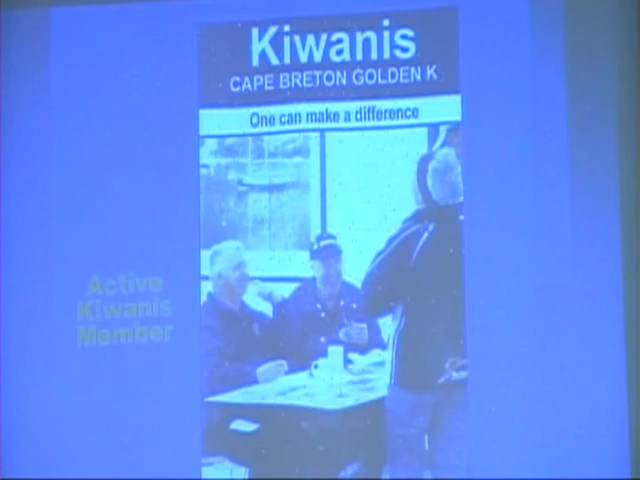 Kiwanis
CAPE BRETON GOLDEN K
One can make a difference
Active
Kiwanis
Member